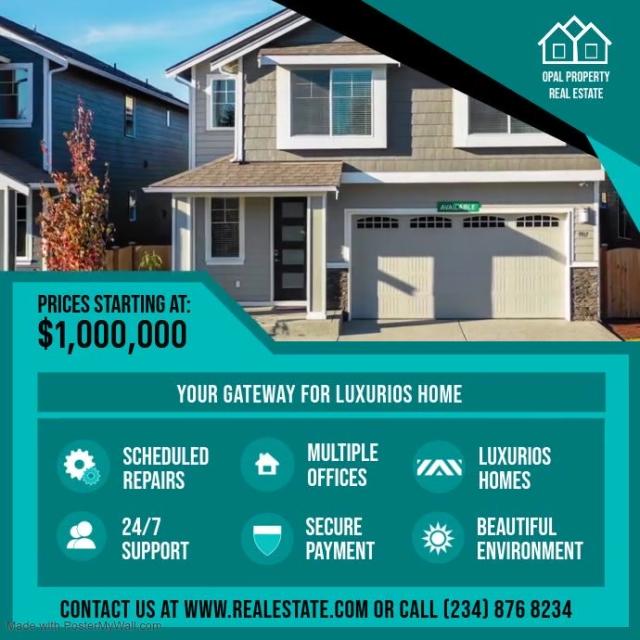 OPAL PROPERTY
REAL ESTATE
AVAILABLE
PRICES STARTING AT:
$1,000,000
YOUR GATEWAY FOR LUXURIOS HOME
SCHEDULED
REPAIRS
MULTIPLE
OFFICES
LUXURIOS
HOMES
24/7
SUPPORT
SECURE
PAYMENT
BEAUTIFUL
ENVIRONMENT
CONTACT US AT WWW.REALESTATE.COM OR CALL (234) 876 8234
Made with PosterMyWall.com